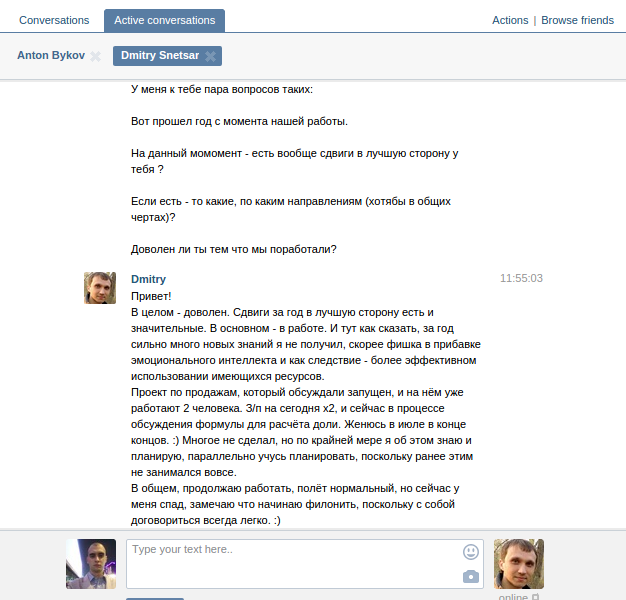 Conversations Active conversations Actions | Browse friends
Anton Bykov Dmitry Snetsar
У меня к тебе пара вопросов таких:
Вот прошел год с момента нашей работы.
На данный момомент - есть вообще сдвиги в лучшую сторону у
тебя ?
Если есть - то какие, по каким направлениям (хотябы в общих
чертах)?
Доволен ли ты тем что мы поработали?
Dmitry 11:55:03
Привет!
В целом - доволен. Сдвиги за год в лучшую сторону есть и
значительные. В основном - в работе. И тут как сказать, за год
сильно много новых знаний я не получил, скорее фишка в прибавке
эмоционального интеллекта и как следствие - более эффективном
использовании имеющихся ресурсов.
Проект по продажам, который обсуждали запущен, и на нём уже
работают 2 человека. З/п на сегодня х2, и сейчас в процессе
обсуждения формулы для расчёта доли. Женюсь в июле в конце
концов. :) Многое не сделал, но по крайней мере я об этом знаю и
планирую, параллельно учусь планировать, поскольку ранее этим
не занимался вовсе.
В общем, продолжаю работать, полёт нормальный, но сейчас у
меня спад, замечаю что начинаю филонить, поскольку с собой
договориться всегда легко. :)
Type your text here..
online